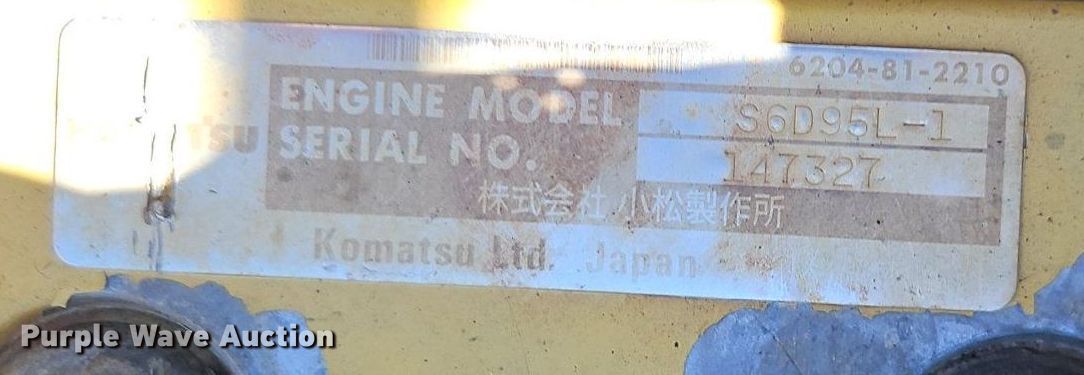 6204-81-2210
ENGINE MODEL S6D95L-1
SERIAL NO. 147327
株式会社 小松製作所
Komatsu Ltd. Japan
Purple Wave Auction